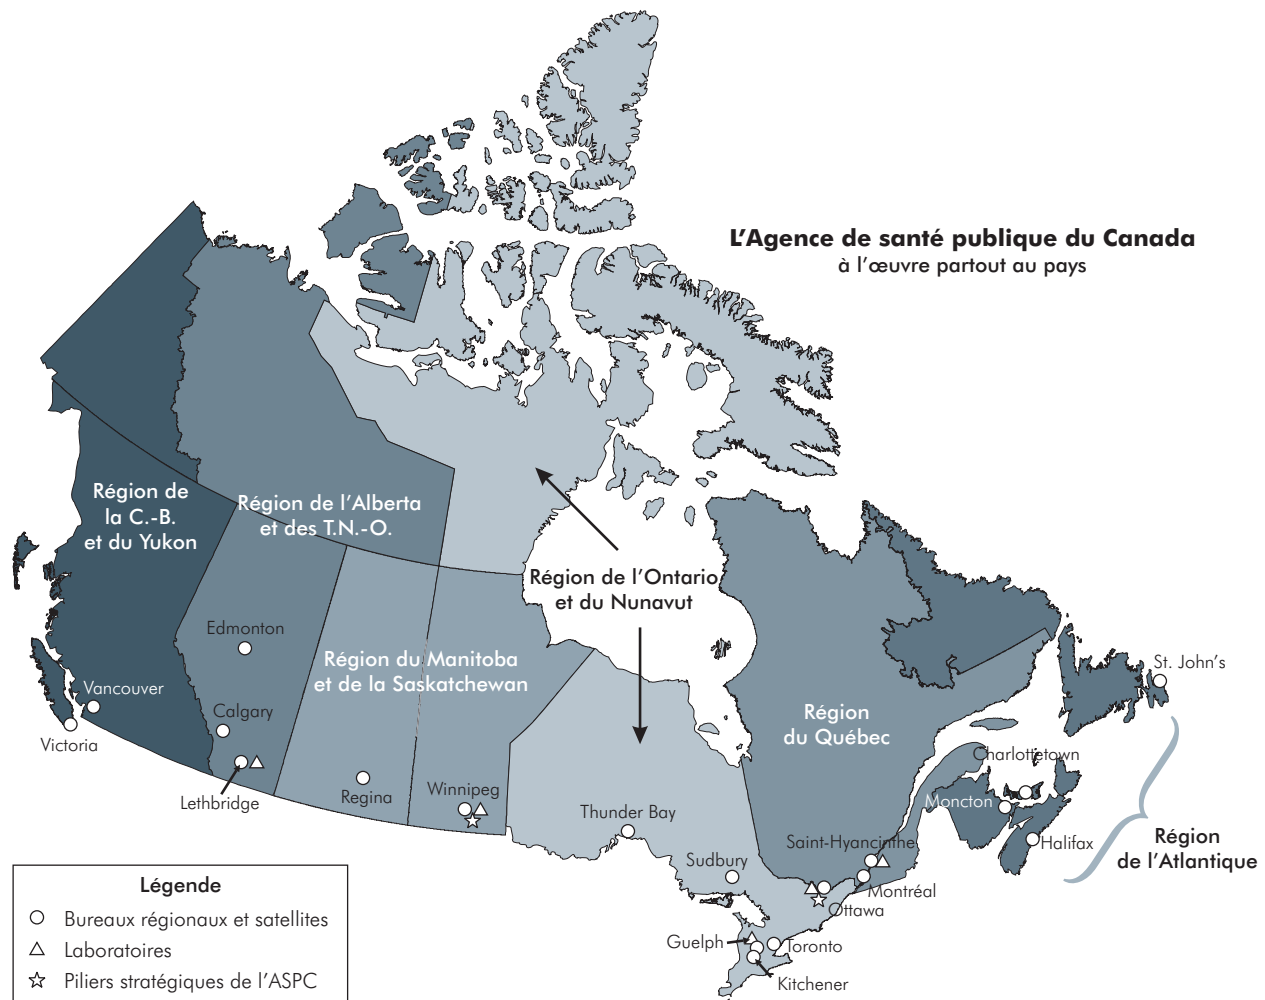 L'Agence de santé publique du Canada
à l'œuvre partout au pays
Région de
la C.-B.
et du Yukon
Région de l'Alberta
et des T.N.-O.
Région de l'Ontario
et du Nunavut
Edmonton
Région du Manitoba
et de la Saskatchewan
Vancouver
Victoria
Calgary
Lethbridge
Regina
Winnipeg
Thunder Bay
Sudbury
Région
du Québec
St. John's
Charlottetown
Moncton
Halifax
Région
de l'Atlantique
Saint-Hyancinthe
Montréal
Ottawa
Guelph
Toronto
Kitchener
Légende
Bureaux régionaux et satellites
Laboratoires
Piliers stratégiques de l'ASPC